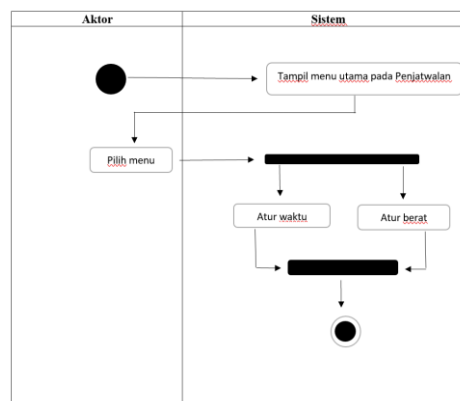 Aktor
Sistem
Tampil menu utama pada Penjatwalan
Pilih menu
Atur waktu
Atur berat